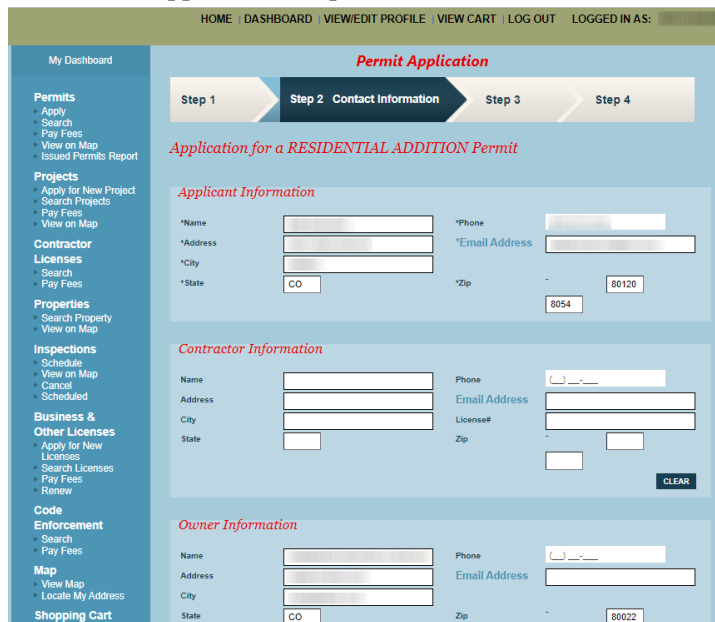 HOME | DASHBOARD | VIEW/EDIT PROFILE | VIEW CART | LOG OUT LOGGED IN AS:
My Dashboard
Permits
Apply
Search
Pay Fees
View on Map
Issued Permits Report
Projects
Apply for New Project
Search Projects
Pay Fees
View on Map
Contractor
Licenses
Search
Pay Fees
Properties
Search Property
View on Map
Inspections
Schedule
View on Map
Cancel
Scheduled
Business &
Other Licenses
Apply for New
Licenses
Search Licenses
Pay Fees
Renew
Code
Enforcement
Search
Pay Fees
Map
View Map
Locate My Address
Shopping Cart
Permit Application
Step 1 Step 2 Contact Information Step 3 Step 4
Application for a RESIDENTIAL ADDITION Permit
Applicant Information
*Name *Phone
*Address *Email Address
*City
*State CO *Zip - 80120
8054
Contractor Information
Name Phone (__) __-___
Address Email Address
City License#
State Zip -
CLEAR
Owner Information
Name Phone (__) __-___
Address Email Address
City
State CO Zip - 80022